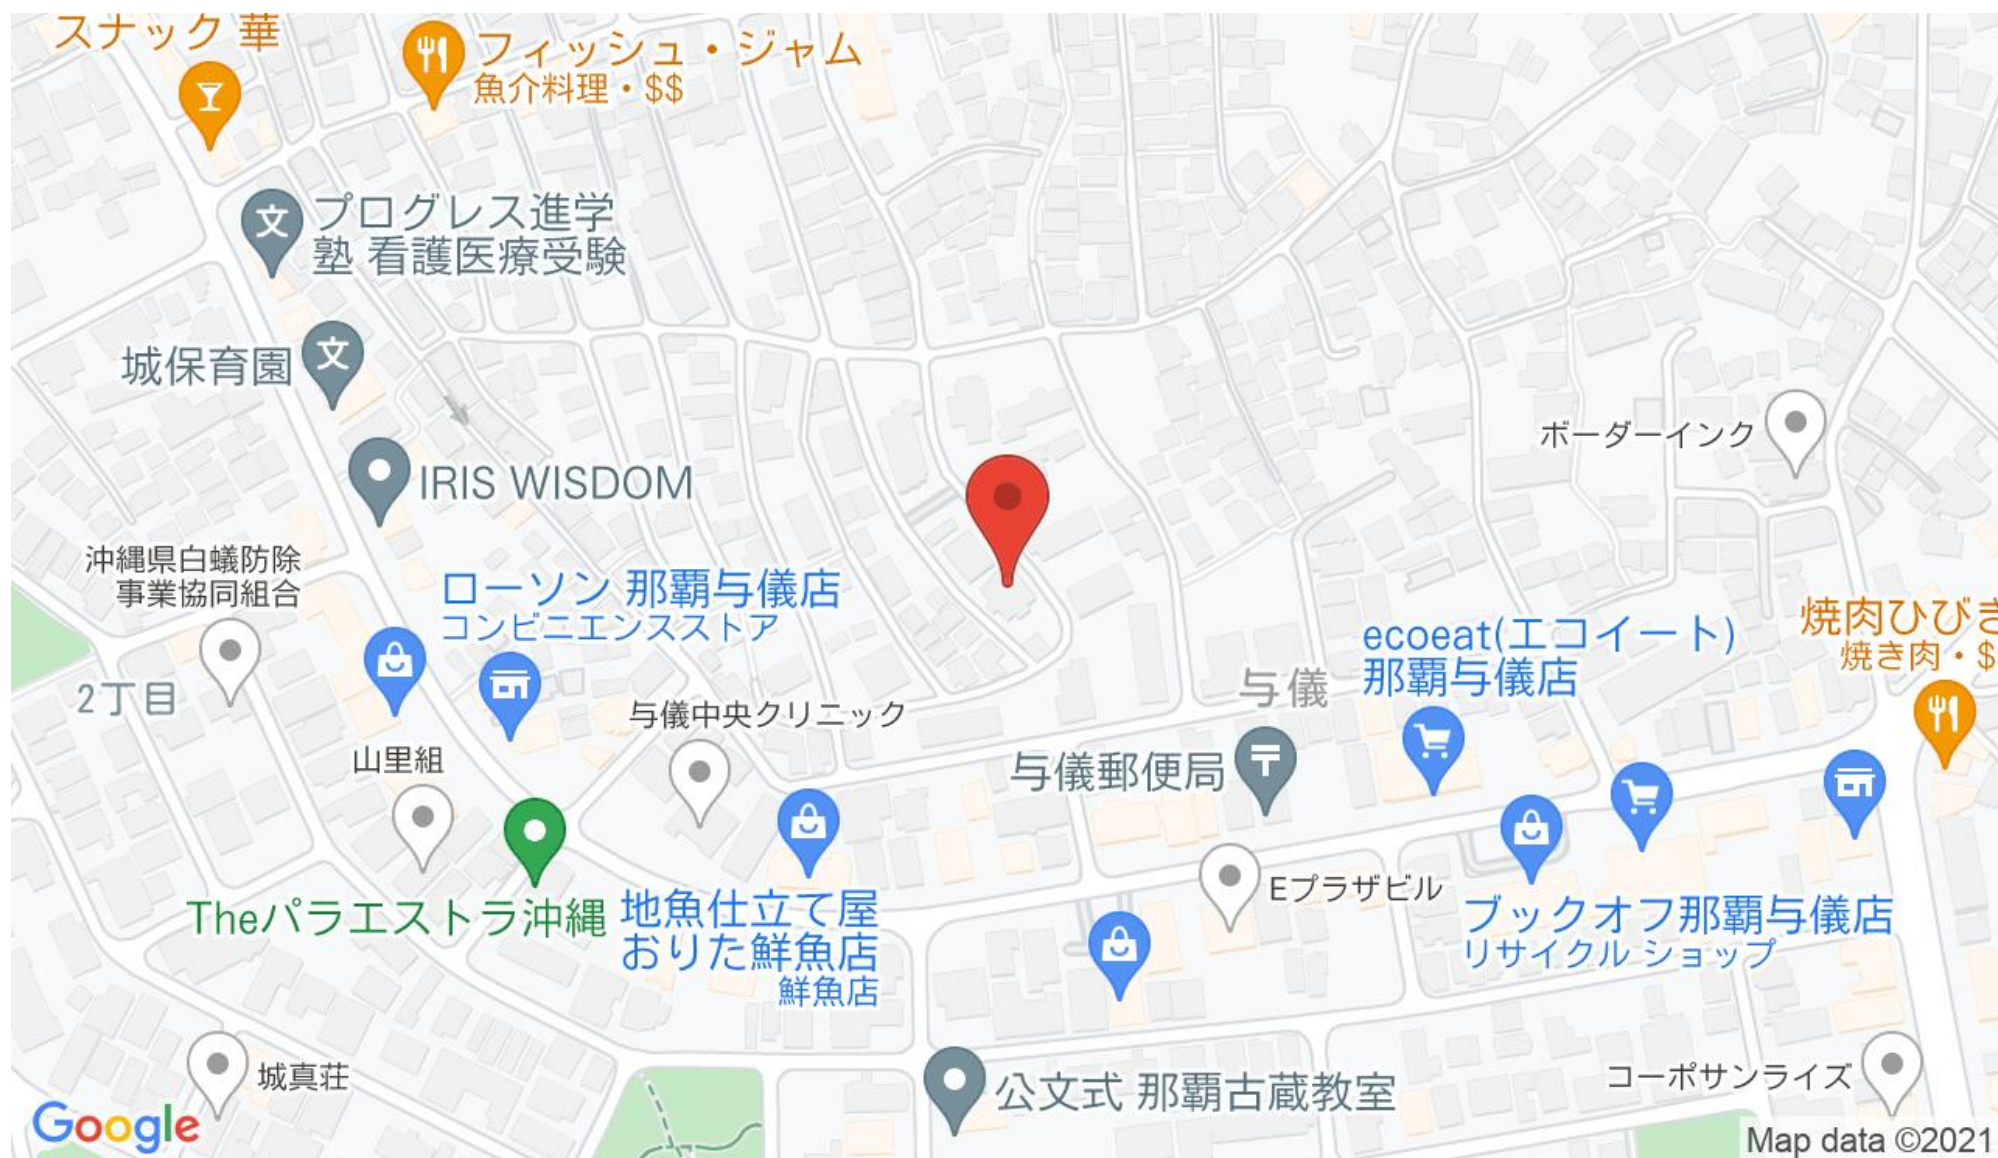 スナック 華
フィッシュ・ジャム
魚介料理・$$
プログレス進学
塾 看護医療受験
城保育園
IRIS WISDOM
ボーダーインク
沖縄県白蟻防除
事業協同組合
ローソン 那覇与儀店
コンビニエンスストア
2丁目
与儀中央クリニック
山里組
与儀
ecoeat(エコイート)
那覇与儀店
焼肉ひびき
焼き肉・$
与儀郵便局
Theパラエストラ沖縄
地魚仕立て屋
おりた鮮魚店
鮮魚店
Eプラザビル
ブックオフ那覇与儀店
リサイクル ショップ
城真荘
公文式 那覇古蔵教室
コーポサンライズ
Google
Map data ©2021